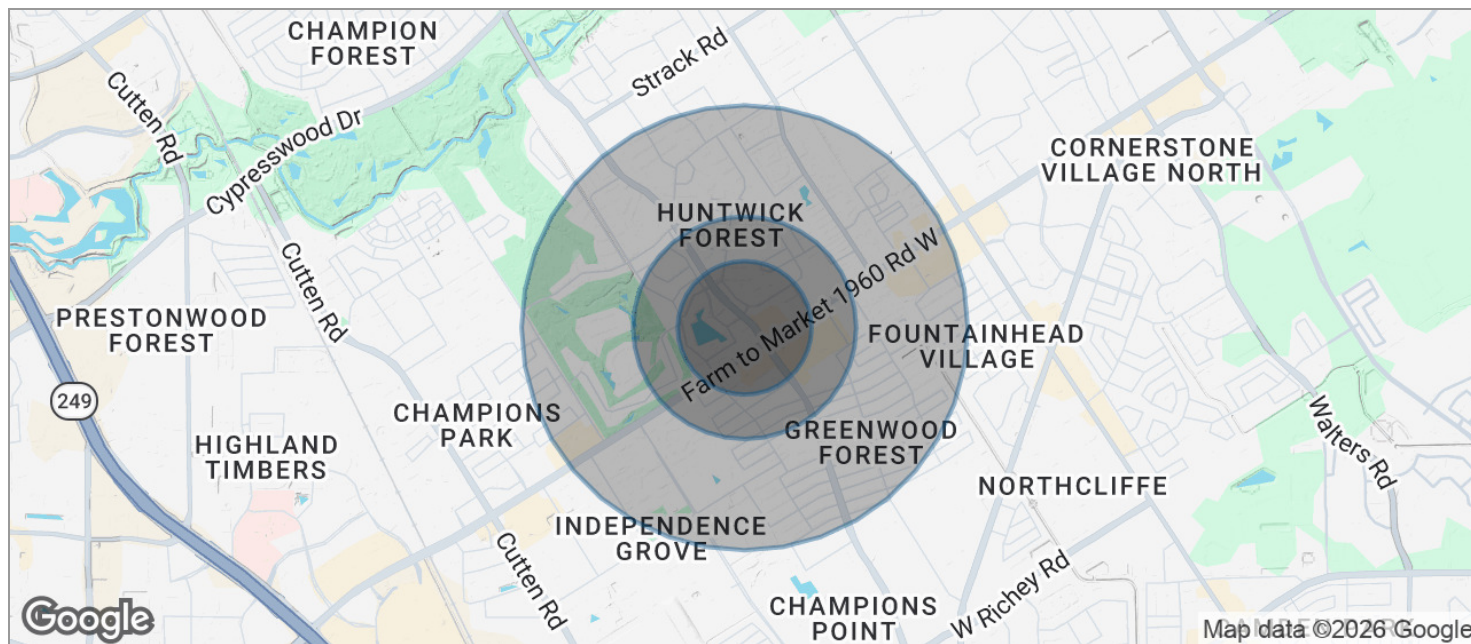 CHAMPION
FOREST
Strack Rd
Cutten Rd
Cypresswood Dr
CORNERSTONE
VILLAGE NORTH
HUNTWICK
FOREST
Farm to Market 1960 Rd W
Cutten Rd
PRESTONWOOD
FOREST
FOUNTAINHEAD
VILLAGE
249
CHAMPIONS
PARK
HIGHLAND
TIMBERS
GREENWOOD
FOREST
Walters Rd
NORTHCLIFFE
INDEPENDENCE
GROVE
Cutten Rd
W Richey Rd
CHAMPIONS
POINT
Google
Map data ©2026 Google